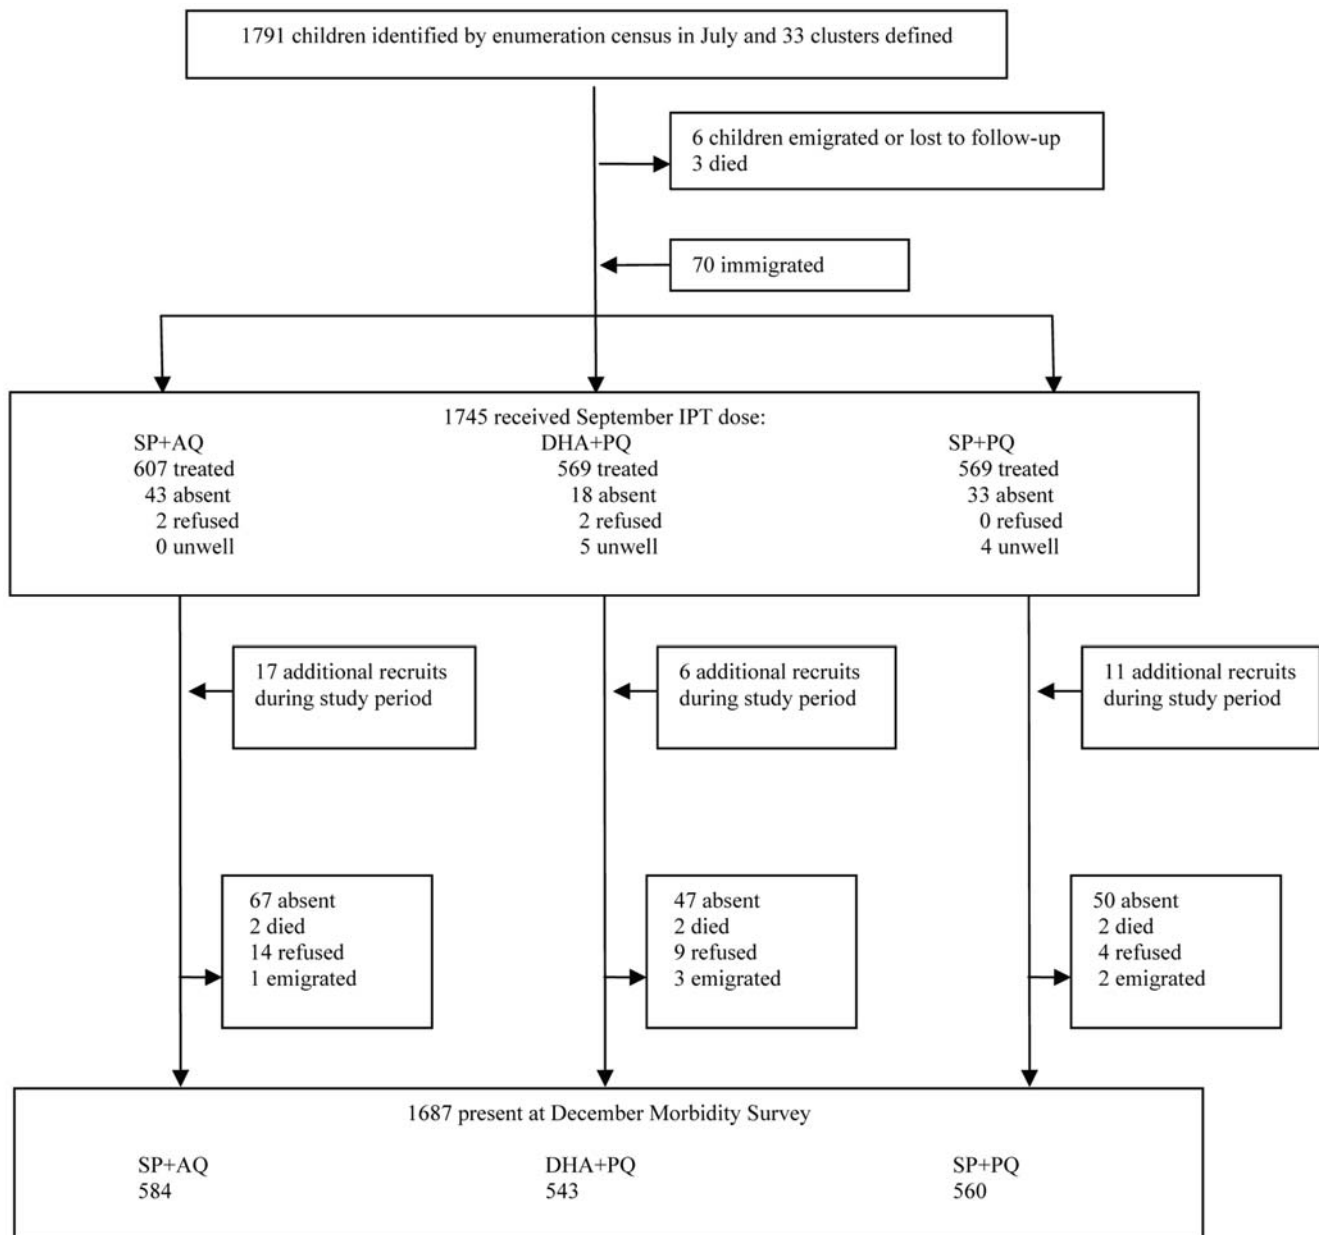 1791 children identified by enumeration census in July and 33 clusters defined
6 children emigrated or lost to follow-up
3 died
70 immigrated
1745 received September IPT dose:
SP+AQ
607 treated
43 absent
2 refused
0 unwell
DHA+PQ
569 treated
18 absent
2 refused
5 unwell
SP+PQ
569 treated
33 absent
0 refused
4 unwell
17 additional recruits
during study period
6 additional recruits
during study period
11 additional recruits
during study period
67 absent
2 died
14 refused
1 emigrated
47 absent
2 died
9 refused
3 emigrated
50 absent
2 died
4 refused
2 emigrated
1687 present at December Morbidity Survey
SP+AQ
584
DHA+PQ
543
SP+PQ
560